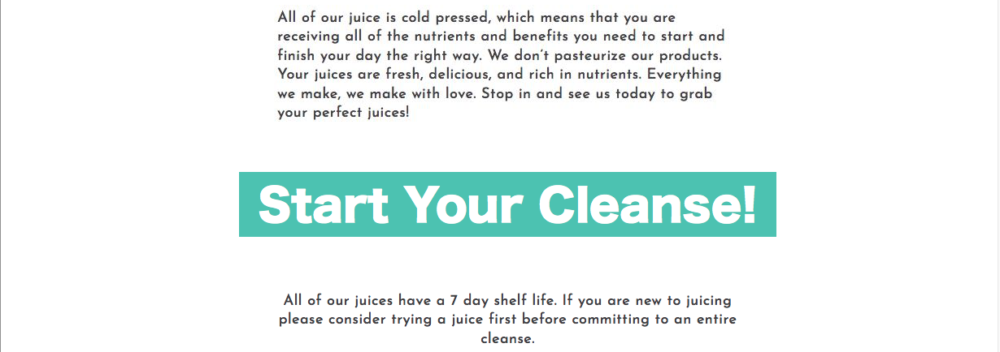 All of our juice is cold pressed, which means that you are
receiving all of the nutrients and benefits you need to start and
finish your day the right way. We don't pasteurize our products.
Your juices are fresh, delicious, and rich in nutrients. Everything
we make, we make with love. Stop in and see us today to grab
your perfect juices!
Start Your Cleanse!
All of our juices have a 7 day shelf life. If you are new to juicing
please consider trying a juice first before committing to an entire
cleanse.